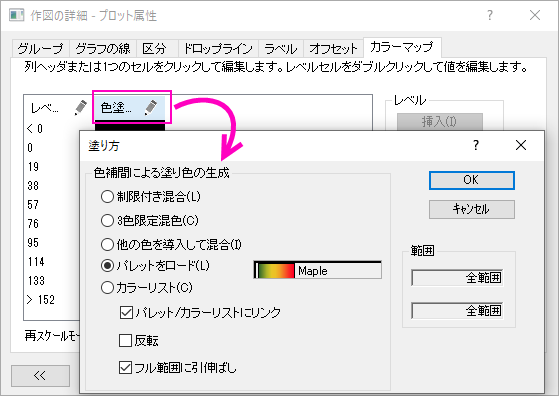 作図の詳細 - プロット属性
グループ グラフの線 区分 ドロップライン ラベル オフセット カラーマップ
列ヘッダまたは1つのセルをクリックして編集します。レベルセルをダブルクリックして値を編集します。
レベ... 色塗...
レベル
挿入(I)
< 0
0
19
38
57
76
95
114
133
> 152
再スケールモー
<<
塗り方
色補間による塗り色の生成
制限付き混合(L)
3色限定混色(C)
他の色を導入して混合(I)
パレットをロード(L) Maple
カラーリスト(C)
パレット/カラーリストにリンク
反転
フル範囲に引伸ばし
OK
キャンセル
範囲
全範囲
全範囲